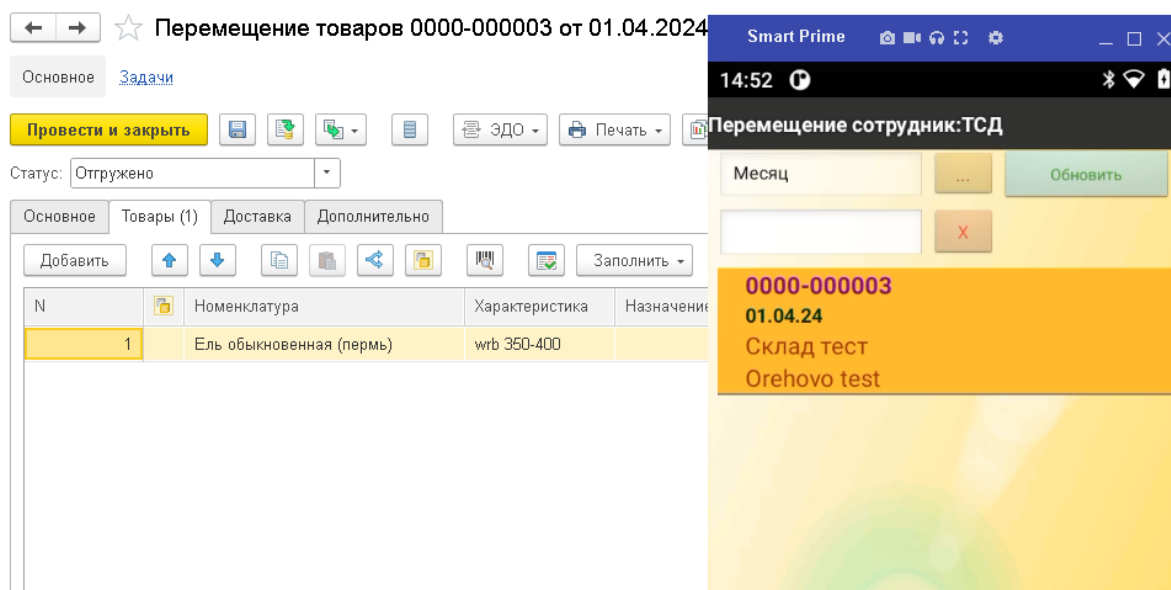 Перемещение товаров 0000-000003 от 01.04.2024
Основное Задачи
Провести и закрыть ЭДО Печать
Статус: Отгружено
Основное Товары (1) Доставка Дополнительно
Добавить Заполнить
N Номенклатура Характеристика Назначение
1 Ель обыкновенная (пермь) wrb 350-400
Smart Prime
14:52
Перемещение сотрудник:ТСД
Месяц ... Обновить
X
0000-000003
01.04.24
Склад тест
Orehovo test